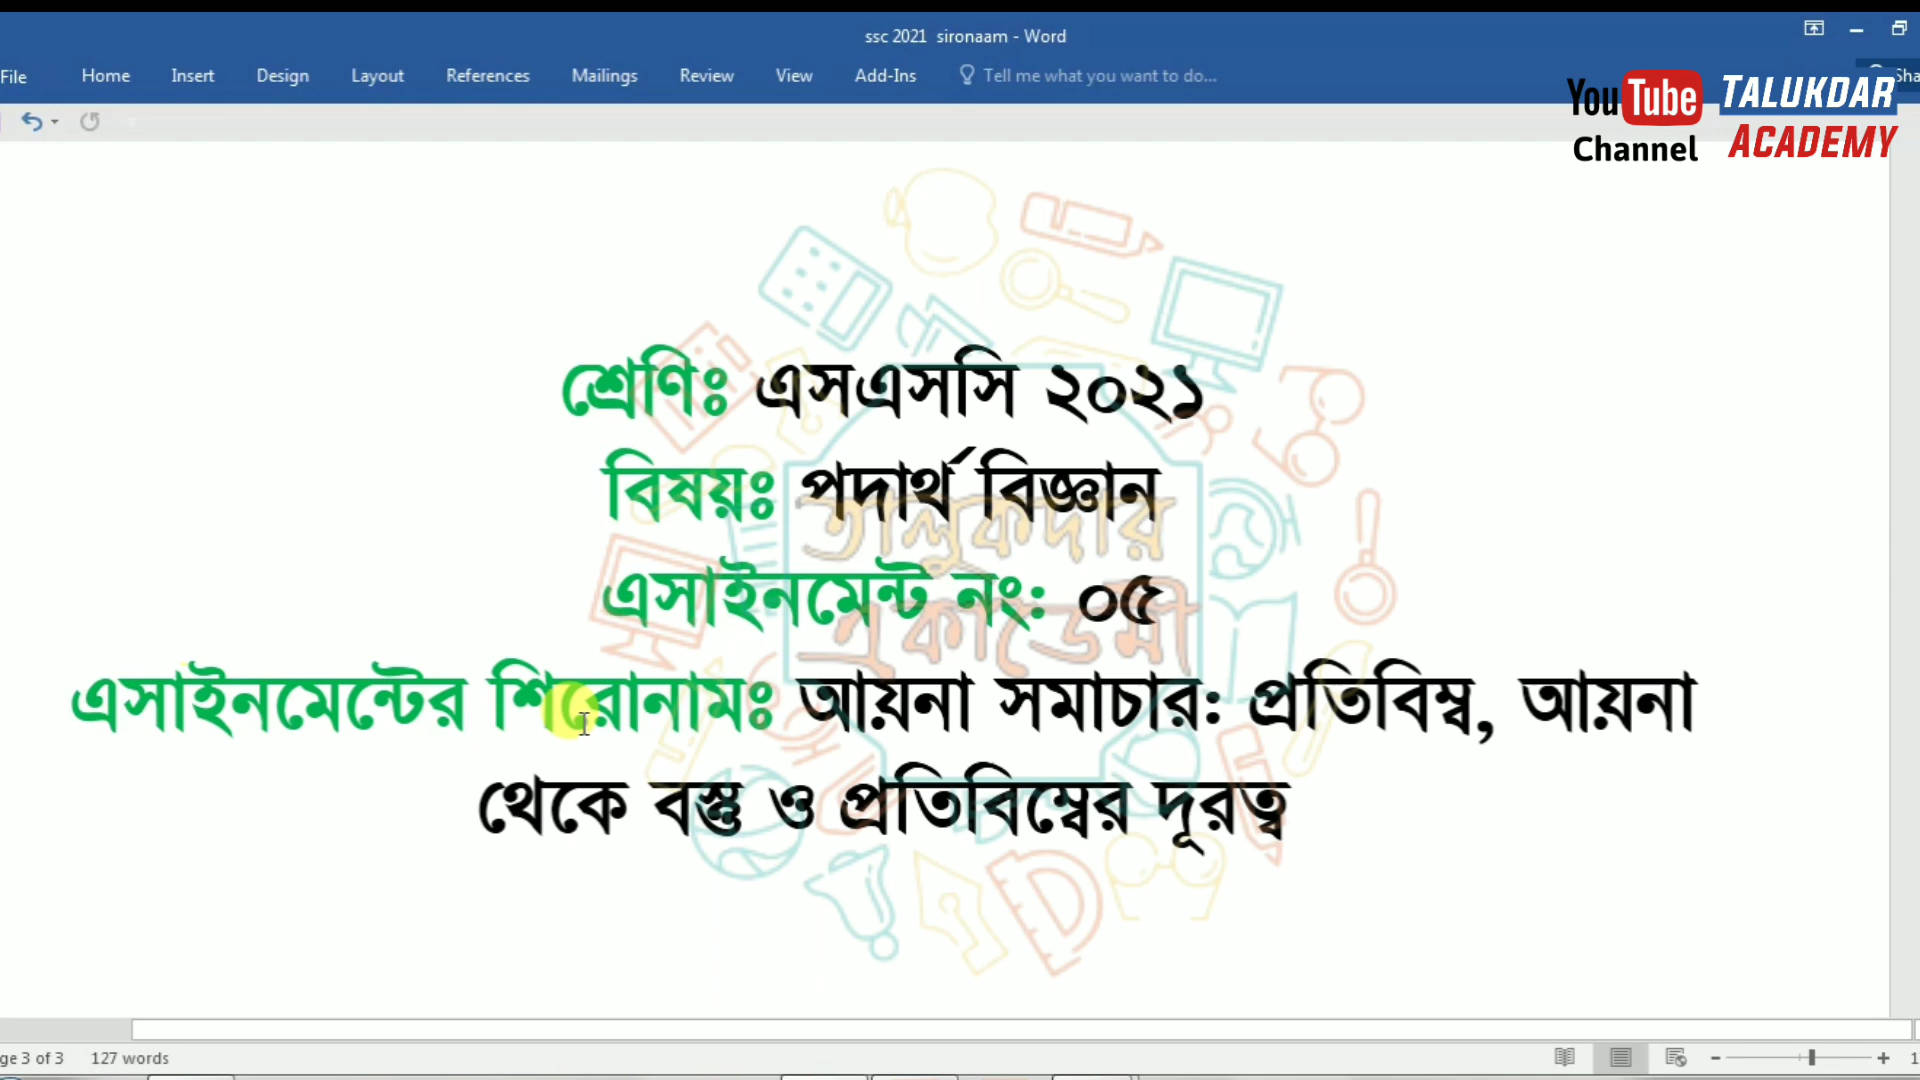 ssc 2021 sironaam - Word
File Home Insert Design Layout References Mailings Review View Add-Ins Tell me what you want to do...
YouTube TALUKDAR
Channel ACADEMY
শ্রেণিঃ এসএসসি ২০২১
বিষয়ঃ পদার্থ বিজ্ঞান
তালুকদার
এসাইনমেন্ট নং: ০৫
একাডেমী
এসাইনমেন্টের শিরোনামঃ আয়না সমাচার: প্রতিবিম্ব, আয়না
থেকে বস্তু ও প্রতিবিম্বের দূরত্ব
3 of 3 127 words